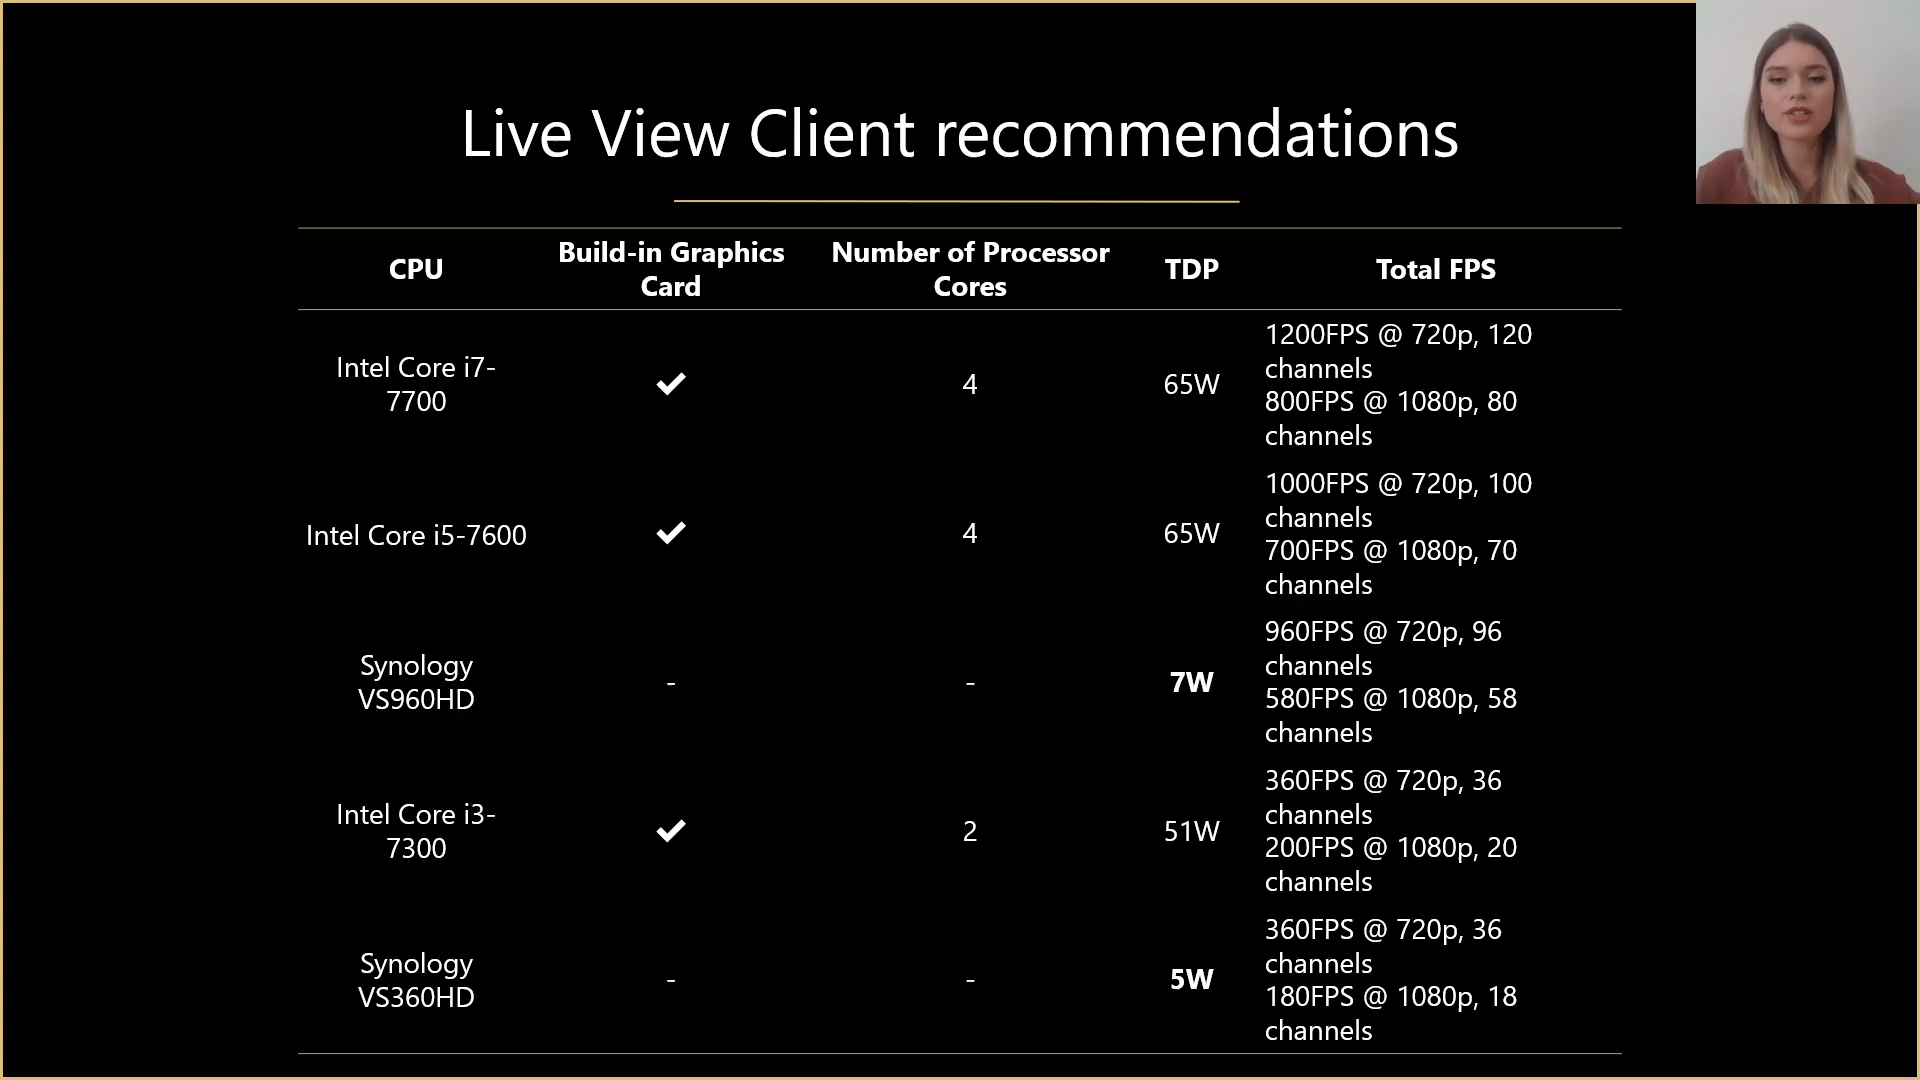 Live View Client recommendations
CPU
Build-in Graphics
Card
Number of Processor
Cores
TDP
Total FPS
Intel Core i7-
7700
✔
4
65W
1200FPS @ 720p, 120
channels
800FPS @ 1080p, 80
channels
Intel Core i5-7600
✔
4
65W
1000FPS @ 720p, 100
channels
700FPS @ 1080p, 70
channels
Synology
VS960HD
-
-
7W
960FPS @ 720p, 96
channels
580FPS @ 1080p, 58
channels
Intel Core i3-
7300
✔
2
51W
360FPS @ 720p, 36
channels
200FPS @ 1080p, 20
channels
Synology
VS360HD
-
-
5W
360FPS @ 720p, 36
channels
180FPS @ 1080p, 18
channels